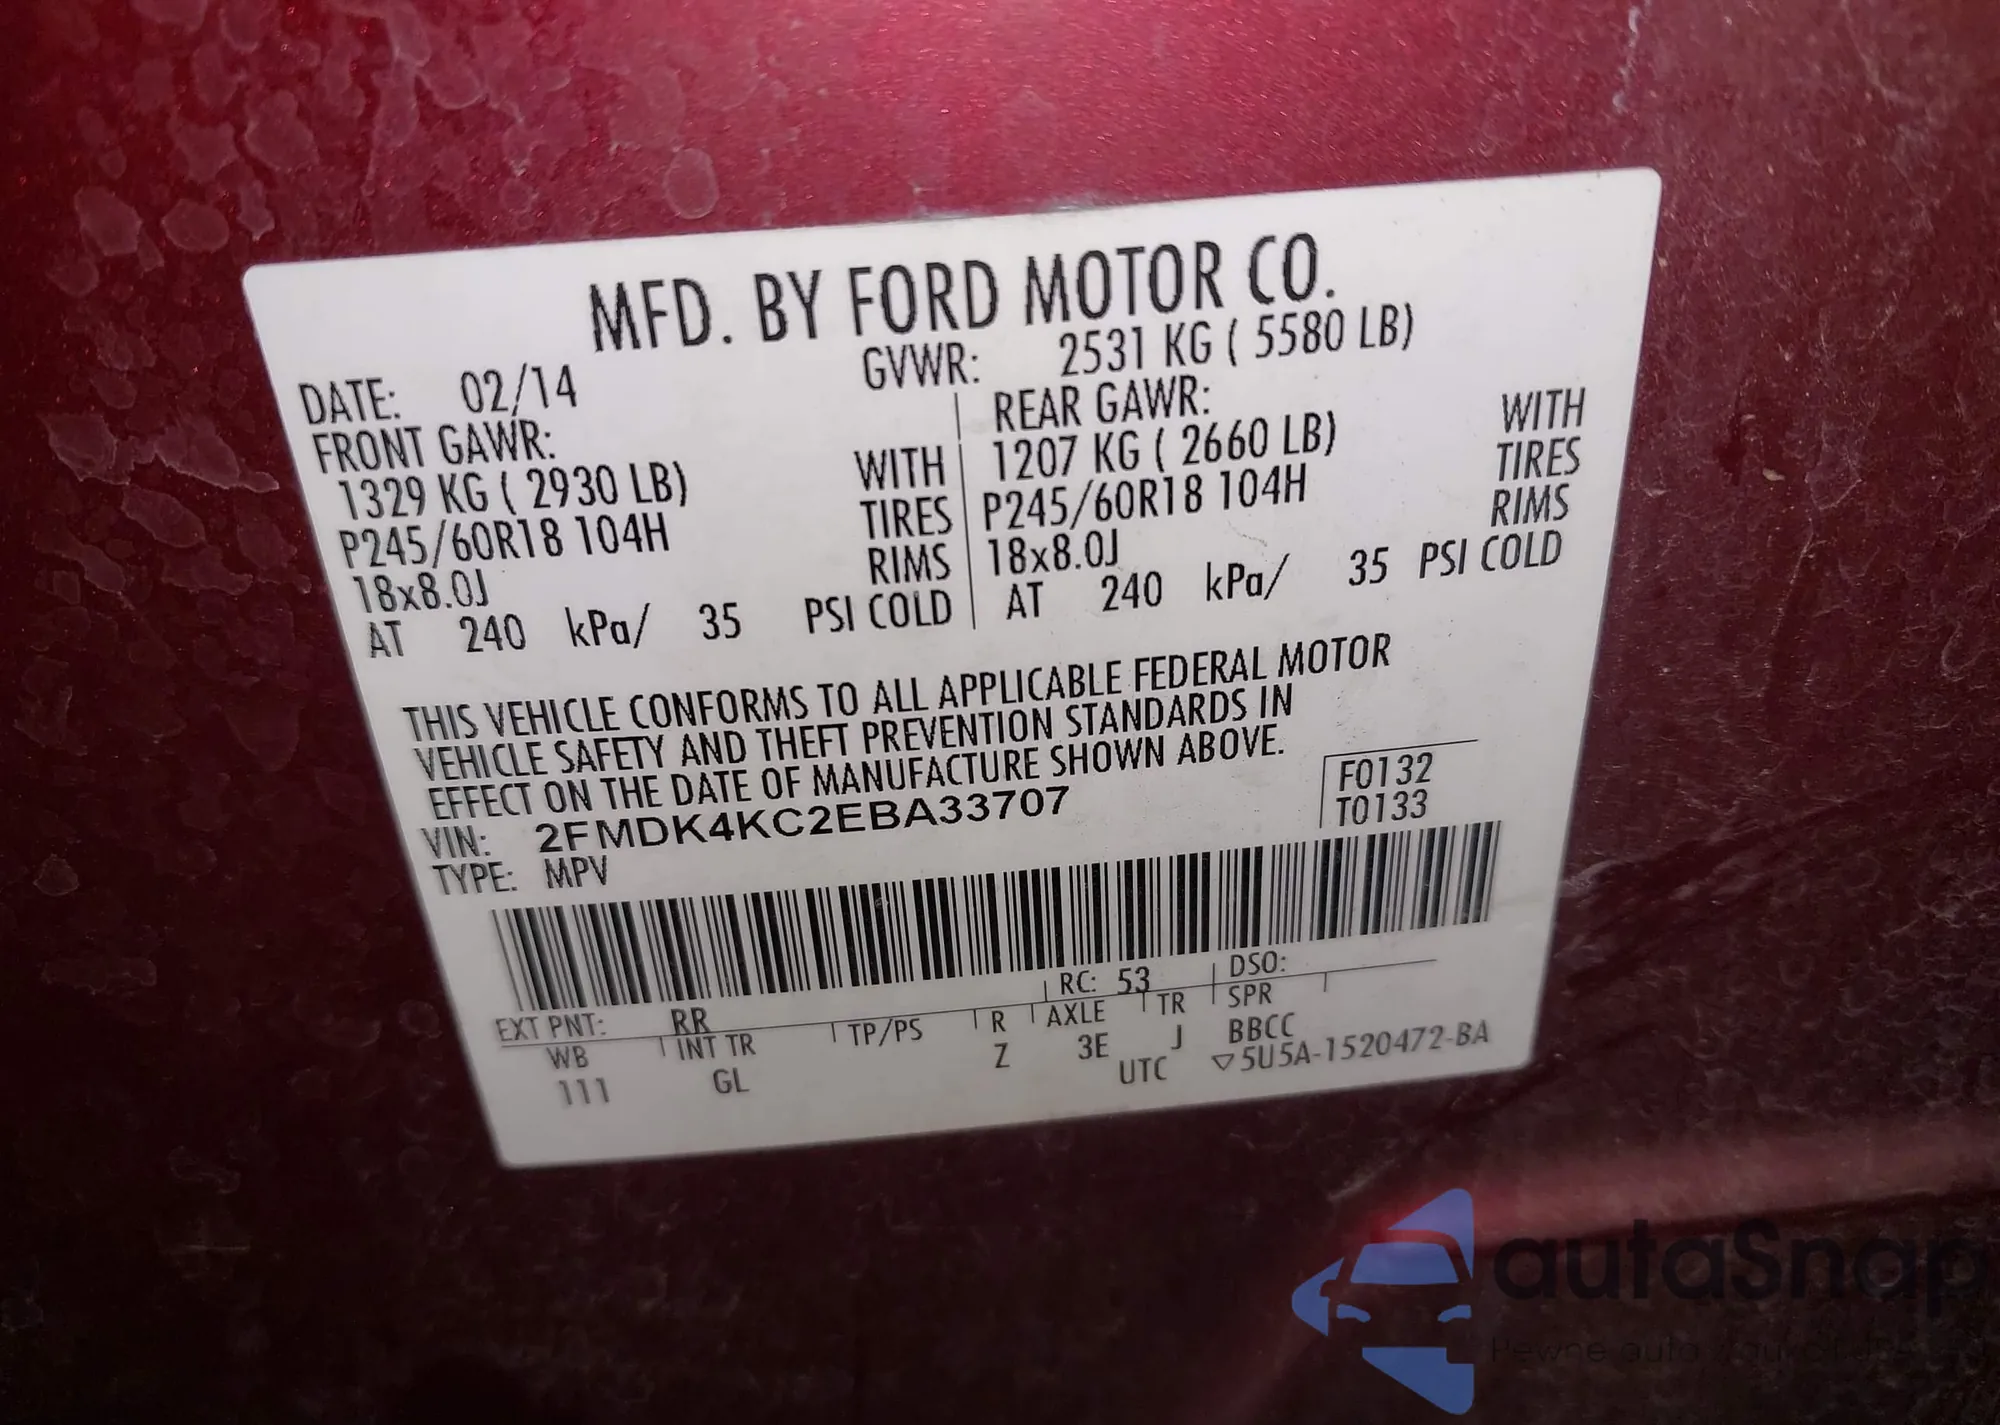 MFD. BY FORD MOTOR CO.
DATE: 02/14 GVWR: 2531 KG ( 5580 LB)
FRONT GAWR: REAR GAWR:
1329 KG ( 2930 LB) WITH 1207 KG ( 2660 LB) WITH
P245/60R18 104H TIRES P245/60R18 104H TIRES
18x8.0J RIMS 18x8.0J RIMS
AT 240 kPa/ 35 PSI COLD AT 240 kPa/ 35 PSI COLD
THIS VEHICLE CONFORMS TO ALL APPLICABLE FEDERAL MOTOR
VEHICLE SAFETY AND THEFT PREVENTION STANDARDS IN
EFFECT ON THE DATE OF MANUFACTURE SHOWN ABOVE.
VIN: 2FMDK4KC2EBA33707 F0132
TYPE: MPV T0133
EXT PNT: RR RC: 53 DSO:
WB INT TR TP/PS R AXLE TR SPR
111 GL Z 3E J BBCC
UTC ▽5U5A-1520472-BA
autaSnap
Pewne auta z